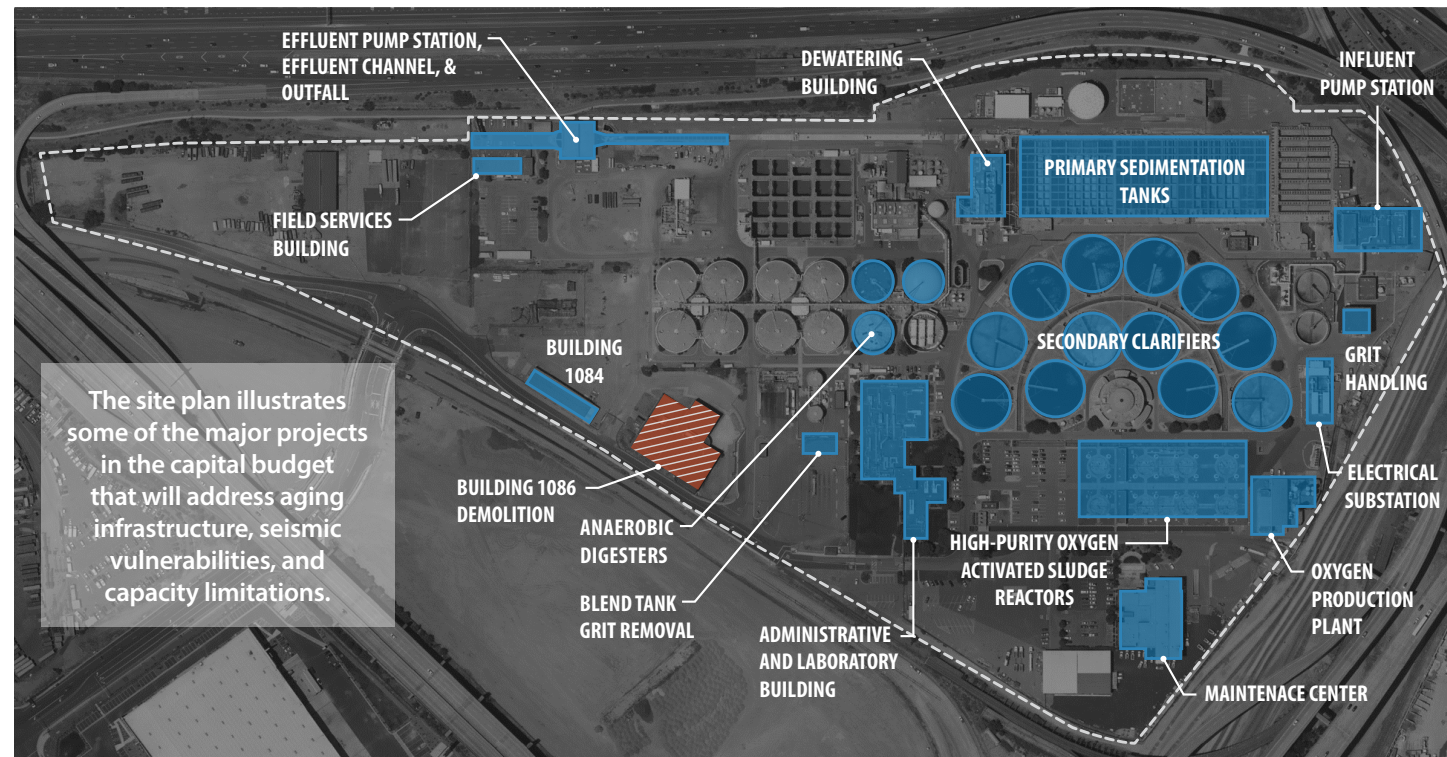 EFFLUENT PUMP STATION,
EFFLUENT CHANNEL, &
OUTFALL
DEWATERING
BUILDING
INFLUENT
PUMP STATION
PRIMARY SEDIMENTATION
TANKS
FIELD SERVICES
BUILDING
SECONDARY CLARIFIERS
BUILDING
1084
GRIT
HANDLING
The site plan illustrates
some of the major projects
in the capital budget
that will address aging
infrastructure, seismic
vulnerabilities, and
capacity limitations.
BUILDING 1086
DEMOLITION
ANAEROBIC
DIGESTERS
BLEND TANK
GRIT REMOVAL
ADMINISTRATIVE
AND LABORATORY
BUILDING
HIGH-PURITY OXYGEN
ACTIVATED SLUDGE
REACTORS
ELECTRICAL
SUBSTATION
OXYGEN
PRODUCTION
PLANT
MAINTENACE CENTER